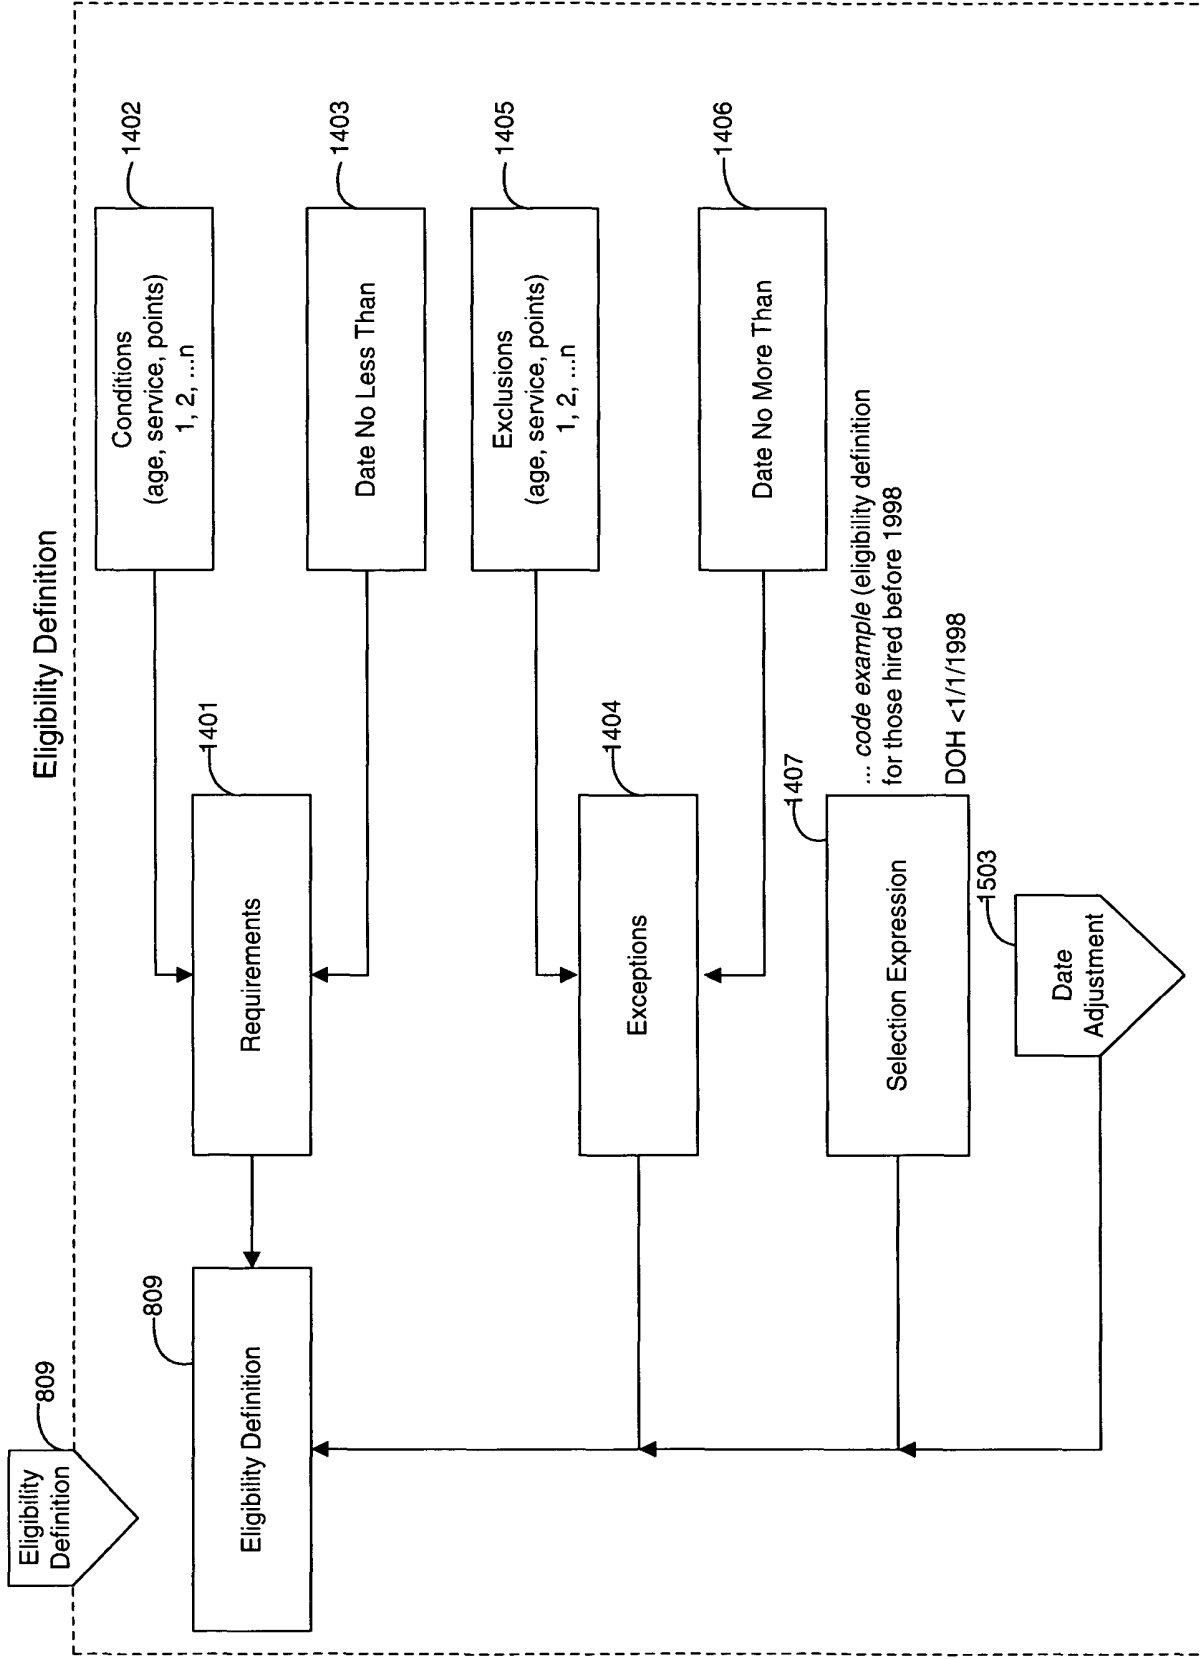 Eligibility Definition
Eligibility
Definition
809
Eligibility Definition
809
Requirements
1401
Conditions
(age, service, points)
1, 2, ...n
1402
Date No Less Than
1403
Exceptions
1404
Exclusions
(age, service, points)
1, 2, ...n
1405
Date No More Than
1406
Selection Expression
1407
... code example (eligibility definition
for those hired before 1998
DOH <1/1/1998
Date
Adjustment
1503